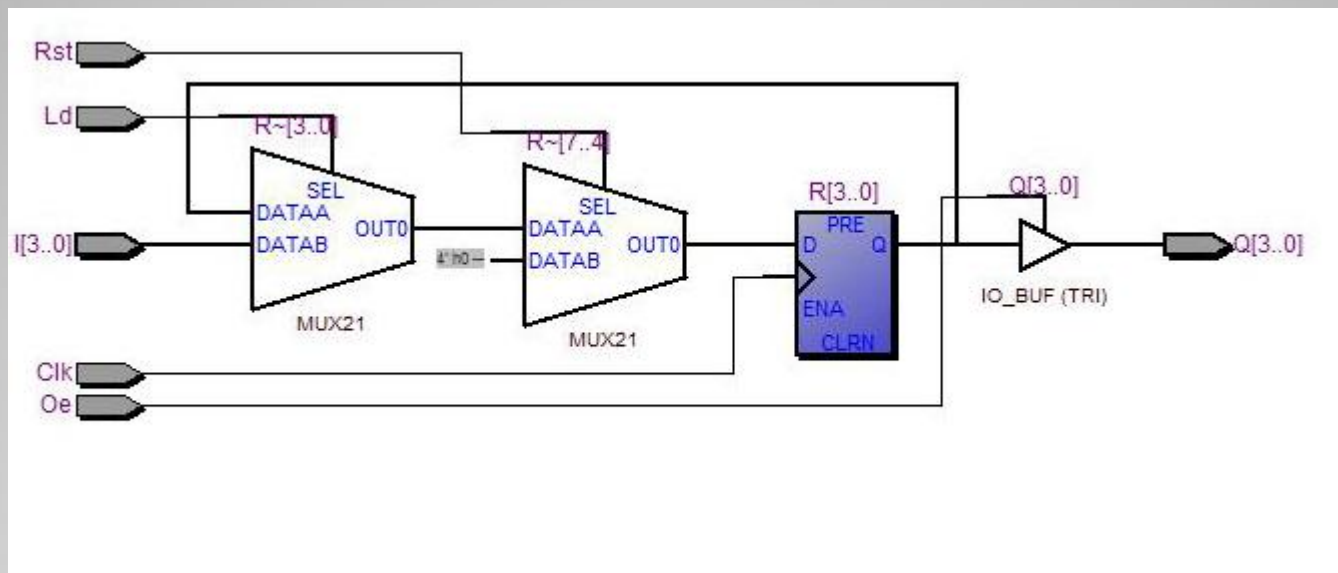 Rst
Ld
R~[3..0]
SEL
DATAA
DATAB
OUT0
MUX21
I[3..0]
R~[7..4]
SEL
DATAA
DATAB
OUT0
MUX21
4' h0
R[3..0]
PRE
D
Q
ENA
CLRN
Q[3..0]
IO_BUF (TRI)
Q[3..0]
Clk
Oe